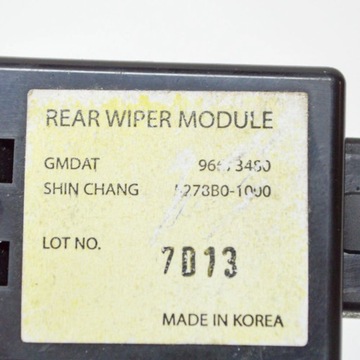 REAR WIPER MODULE
GMDAT
SHIN CHANG
LOT NO. 7D13
MADE IN KOREA